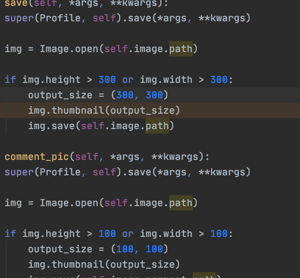 save(self, *args, **kwargs):
super(Profile, self).save(*args, **kwargs)
img = Image.open(self.image.path)
if img.height > 300 or img.width > 300:
output_size = (300, 300)
img.thumbnail(output_size)
img.save(self.image.path)
comment_pic(self, *args, **kwargs):
super(Profile, self).save(*args, **kwargs)
img = Image.open(self.image.path)
if img.height > 100 or img.width > 100:
output_size = (100, 100)
img.thumbnail(output_size)